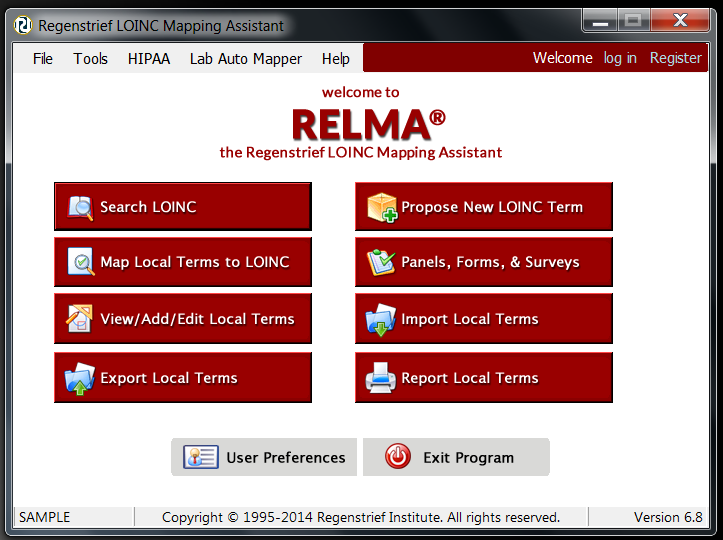 Regenstrief LOINC Mapping Assistant
File Tools HIPAA Lab Auto Mapper Help Welcome log in Register
welcome to
RELMA®
the Regenstrief LOINC Mapping Assistant
Search LOINC
Propose New LOINC Term
Map Local Terms to LOINC
Panels, Forms, & Surveys
View/Add/Edit Local Terms
Import Local Terms
Export Local Terms
Report Local Terms
User Preferences
Exit Program
SAMPLE
Copyright © 1995-2014 Regenstrief Institute. All rights reserved.
Version 6.8